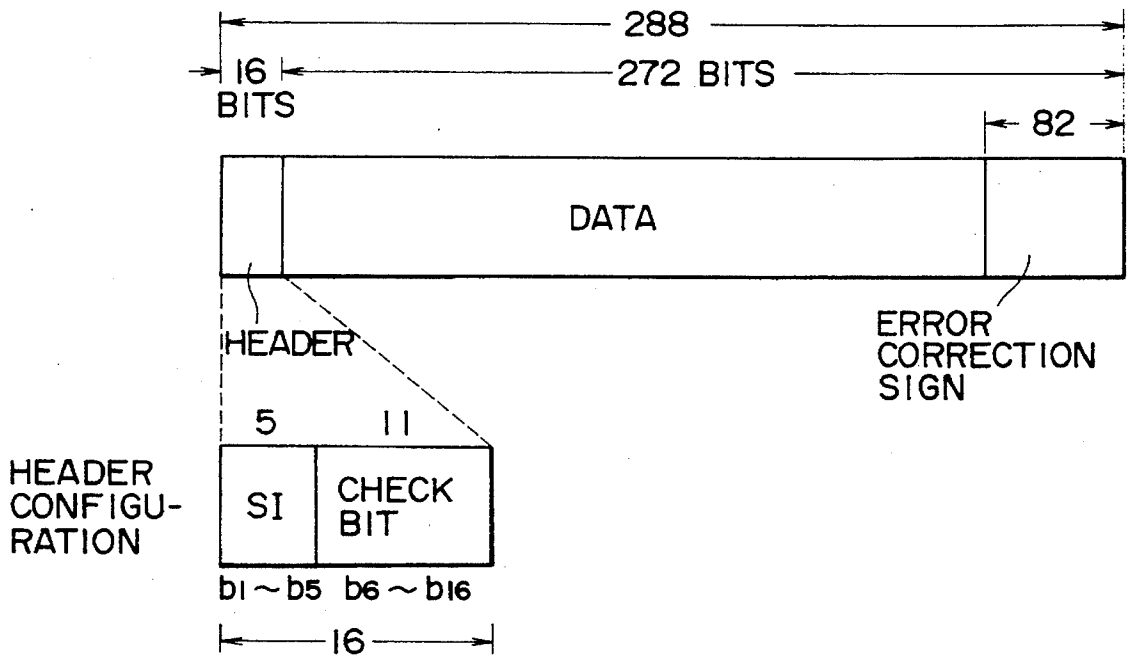 288
16 BITS
272 BITS
82
DATA
HEADER
ERROR
CORRECTION
SIGN
5
11
HEADER
CONFIGU-
RATION
SI
CHECK
BIT
b1~b5
b6~b16
16